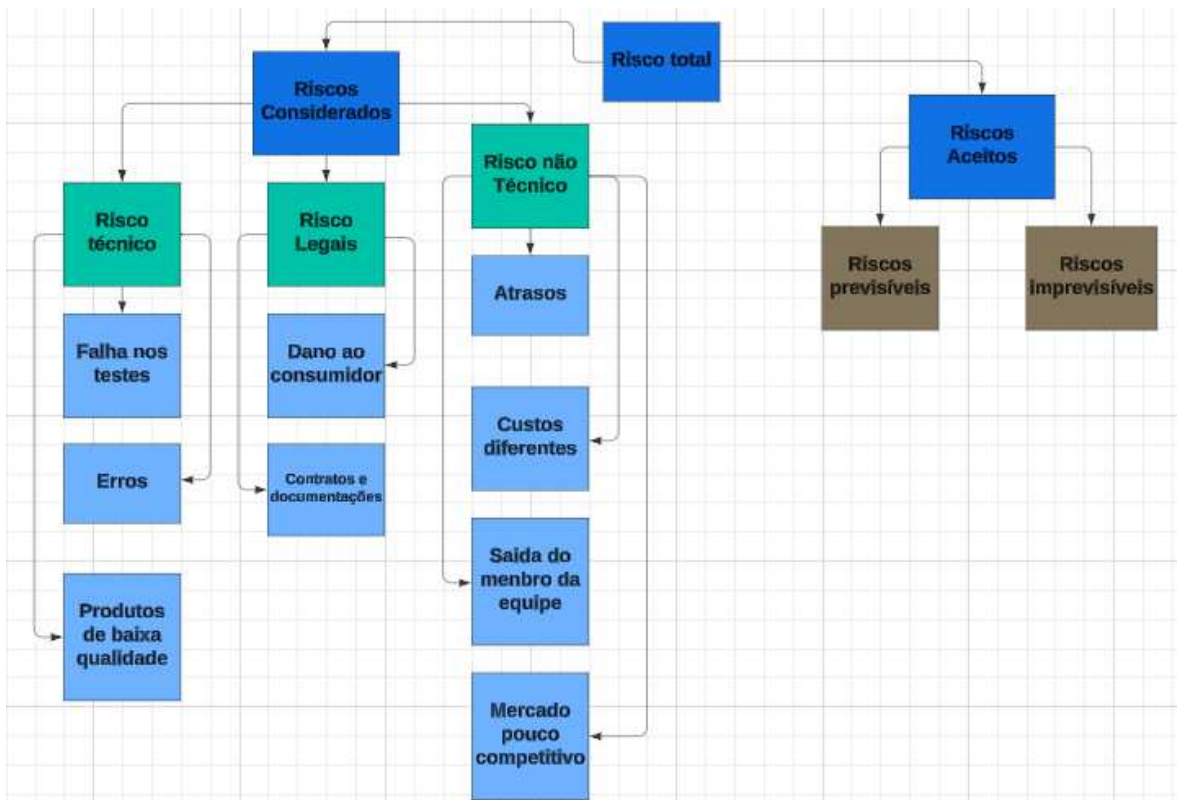 Risco total
Riscos
Considerados
Riscos
Aceitos
Risco
técnico
Risco
Legais
Risco não
Técnico
Riscos
previsíveis
Riscos
imprevisíveis
Falha nos
testes
Erros
Produtos
de baixa
qualidade
Dano ao
consumidor
Contratos e
documentações
Atrasos
Custos
diferentes
Saida do
menbro da
equipe
Mercado
pouco
competitivo